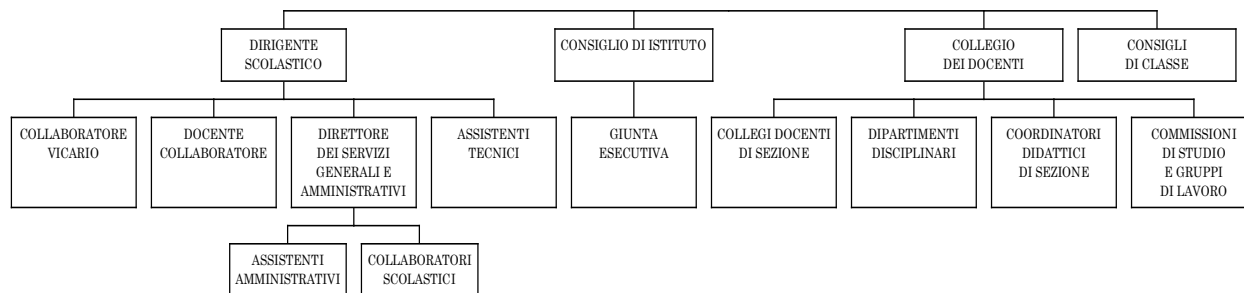 DIRIGENTE
SCOLASTICO
CONSIGLIO DI ISTITUTO
COLLEGIO
DEI DOCENTI
CONSIGLI
DI CLASSE
COLLABORATORE
VICARIO
DOCENTE
COLLABORATORE
DIRETTORE
DEI SERVIZI
GENERALI E
AMMINISTRATIVI
ASSISTENTI
TECNICI
GIUNTA
ESECUTIVA
COLLEGI DOCENTI
DI SEZIONE
DIPARTIMENTI
DISCIPLINARI
COORDINATORI
DIDATTICI
DI SEZIONE
COMMISSIONI
DI STUDIO
E GRUPPI
DI LAVORO
ASSISTENTI
AMMINISTRATIVI
COLLABORATORI
SCOLASTICI